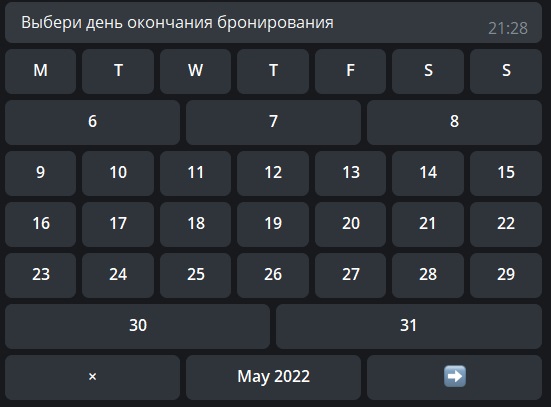 Выбери день окончания бронирования
21:28
M T W T F S S
6 7 8
9 10 11 12 13 14 15
16 17 18 19 20 21 22
23 24 25 26 27 28 29
30 31
× May 2022 ➡